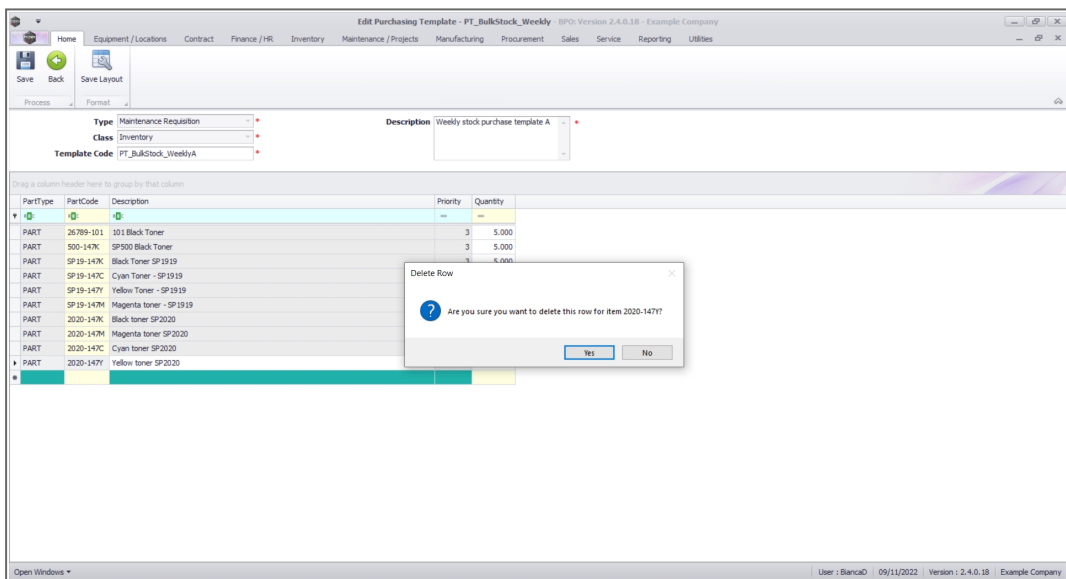 Edit Purchasing Template - PT_BulkStock_Weekly - BPO: Version 2.4.0.18 - Example Company
Home Equipment / Locations Contract Finance / HR Inventory Maintenance / Projects Manufacturing Procurement Sales Service Reporting Utilities
Save Back Save Layout
Process Format
Type Maintenance Requisition * Description Weekly stock purchase template A *
Class Inventory *
Template Code PT_BulkStock_WeeklyA *
Drag a column header here to group by that column
PartType PartCode Description Priority Quantity
PART 26789-101 101 Black Toner 3 5.000
PART 500-147K SP500 Black Toner 3 5.000
PART SP19-147K Black Toner SP1919 3 5.000
PART SP19-147C Cyan Toner - SP1919
PART SP19-147Y Yellow Toner - SP1919
PART SP19-147M Magenta toner - SP1919
PART 2020-147K Black toner SP2020
PART 2020-147M Magenta toner SP2020
PART 2020-147C Cyan toner SP2020
PART 2020-147Y Yellow toner SP2020
Delete Row
Are you sure you want to delete this row for item 2020-147Y?
Yes No
Open Windows User : BiancaD 09/11/2022 Version : 2.4.0.18 Example Company